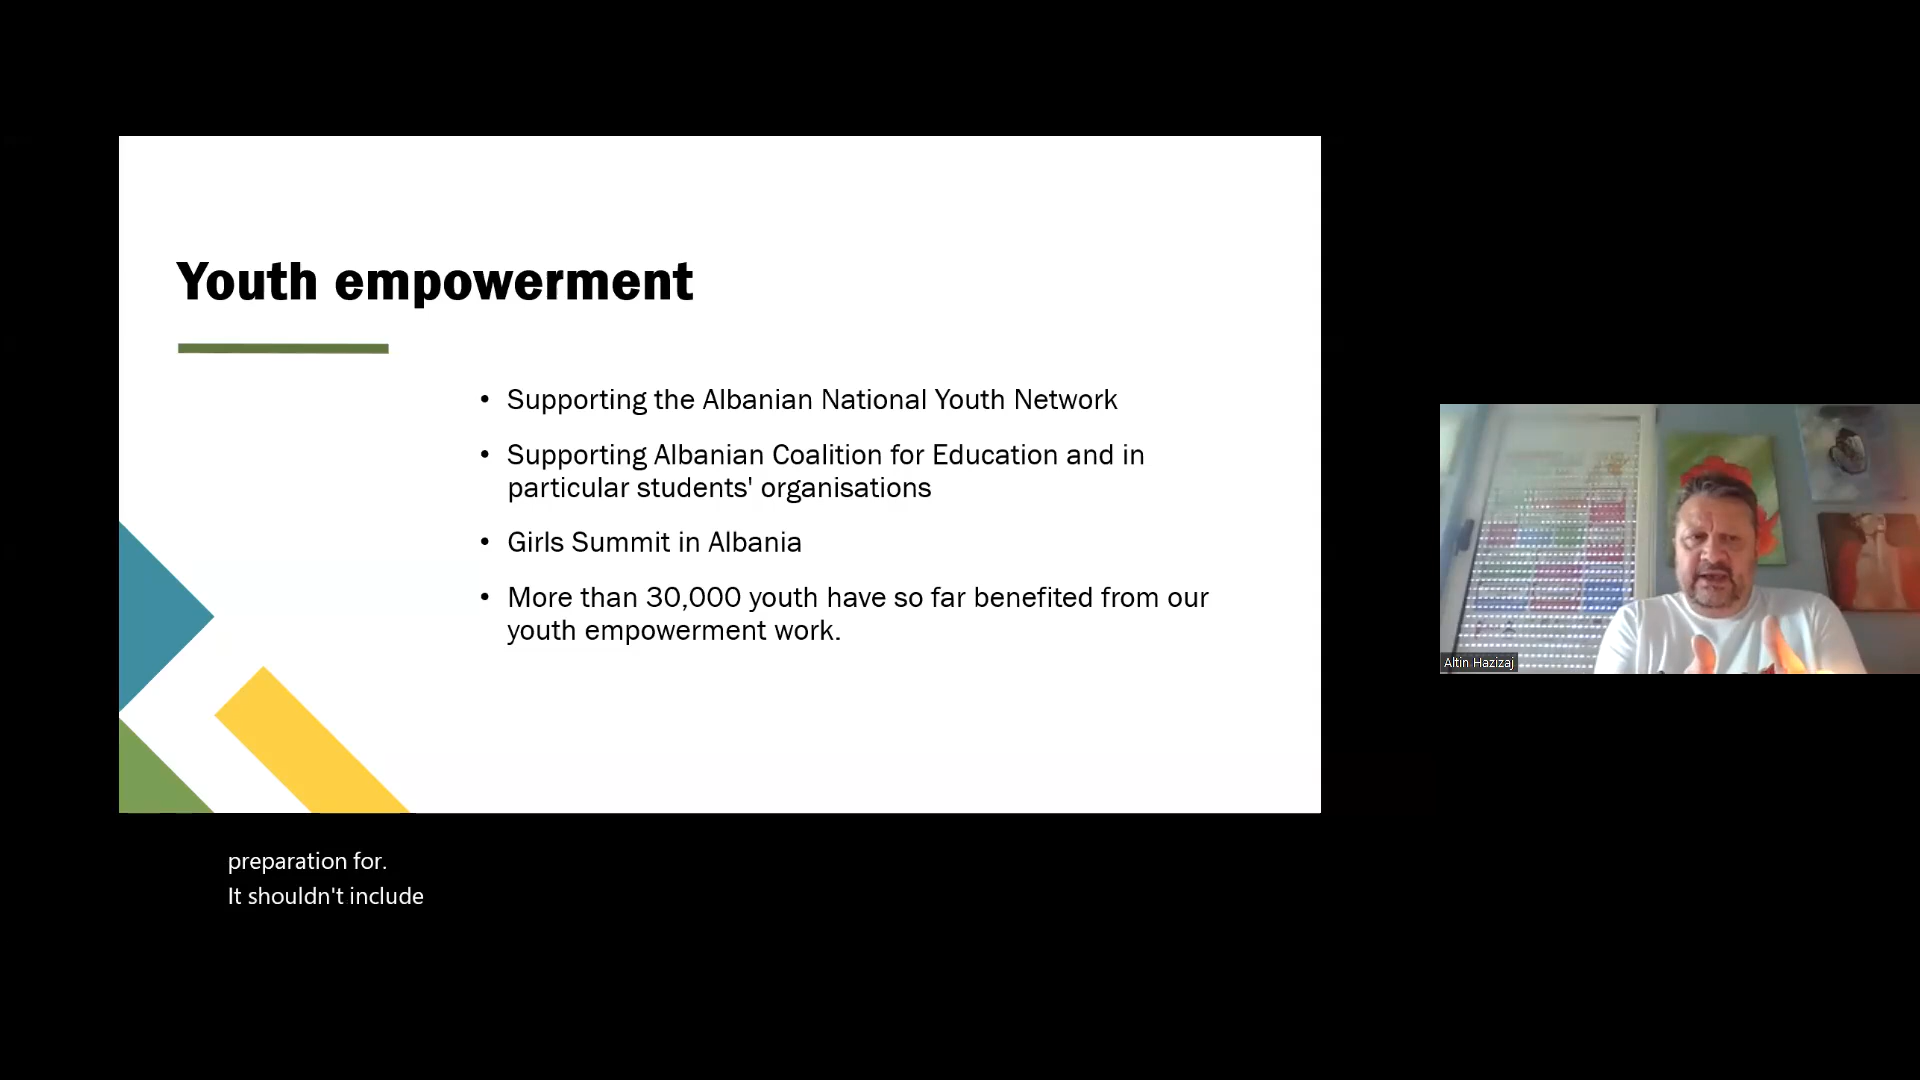 Youth empowerment
• Supporting the Albanian National Youth Network
• Supporting Albanian Coalition for Education and in
particular students' organisations
• Girls Summit in Albania
• More than 30,000 youth have so far benefited from our
youth empowerment work.
Altin Hazizaj
preparation for.
It shouldn't include